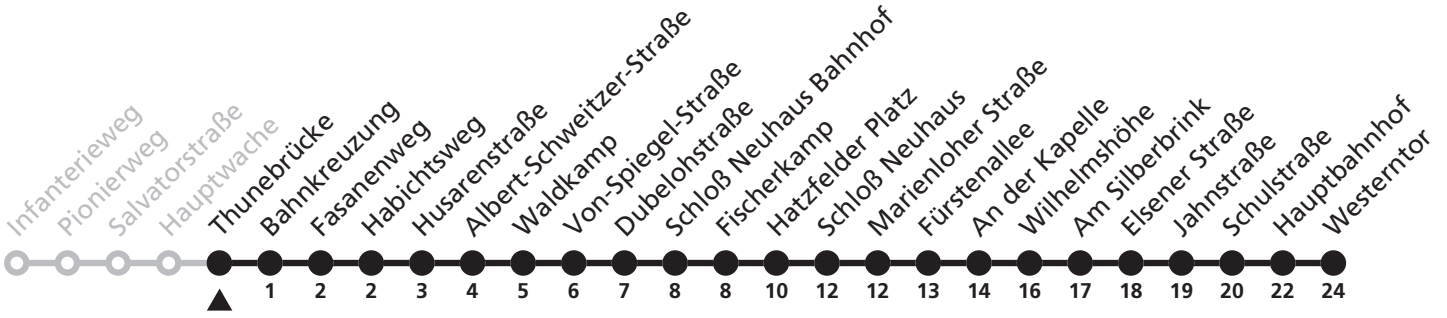 Infanterieweg
Pionierweg
Salvatorstraße
Hauptwache
Thunebrücke
Bahnkreuzung
Fasanenweg
Habichtsweg
Husarenstraße
Albert-Schweitzer-Straße
Waldkamp
Von-Spiegel-Straße
Dubelohstraße
Schloß Neuhaus Bahnhof
Fischerkamp
Hatzfelder Platz
Schloß Neuhaus
Marienloher Straße
Fürstenallee
An der Kapelle
Wilhelmshöhe
Am Silberbrink
Elsener Straße
Jahnstraße
Schulstraße
Hauptbahnhof
Westerntor
1 2 2 3 4 5 6 7 8 8 10 12 12 13 14 16 17 18 19 20 22 24